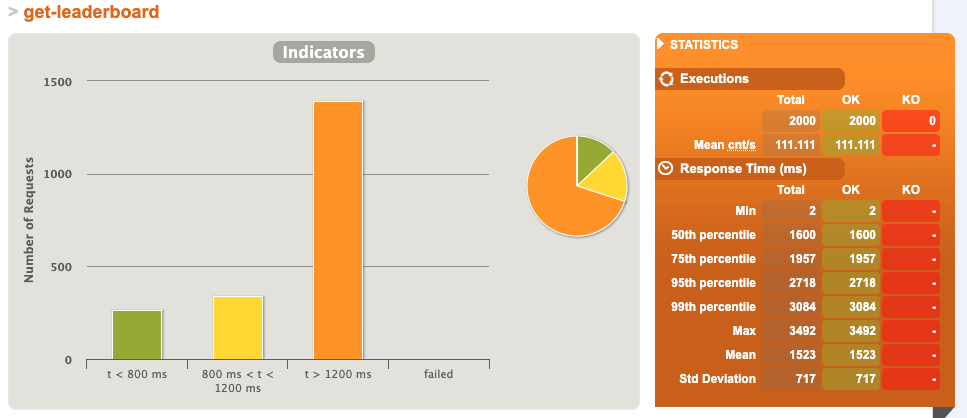 > get-leaderboard
Indicators
Number of Requests
1500
1000
500
0
t < 800 ms
800 ms < t <
1200 ms
t > 1200 ms
failed
STATISTICS
Executions
Total OK KO
2000 2000 0
Mean cnt/s 111.111 111.111 -
Response Time (ms)
Total OK KO
Min 2 2 -
50th percentile 1600 1600 -
75th percentile 1957 1957 -
95th percentile 2718 2718 -
99th percentile 3084 3084 -
Max 3492 3492 -
Mean 1523 1523 -
Std Deviation 717 717 -